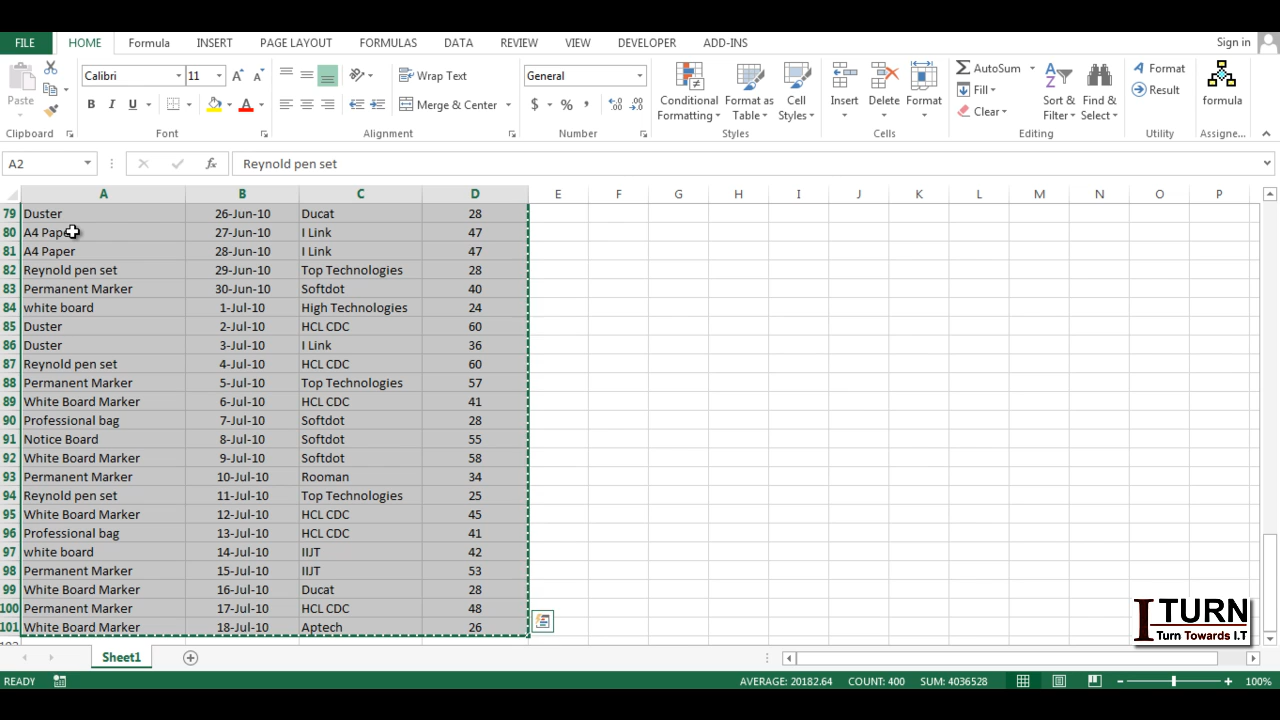 FILE HOME Formula INSERT PAGE LAYOUT FORMULAS DATA REVIEW VIEW DEVELOPER ADD-INS Sign in
Paste
Calibri 11
B I U
Wrap Text
Merge & Center
General
$ % ,
Conditional Formatting
Format as Table
Cell Styles
Insert Delete Format
AutoSum
Fill
Clear
Sort & Filter
Find & Select
Format
Result
formula
Clipboard Font Alignment Number Styles Cells Editing Utility Assigne...
A2 fx Reynold pen set
A B C D E F G H I J K L M N O P
79 Duster 26-Jun-10 Ducat 28
80 A4 Pape 27-Jun-10 I Link 47
81 A4 Paper 28-Jun-10 I Link 47
82 Reynold pen set 29-Jun-10 Top Technologies 28
83 Permanent Marker 30-Jun-10 Softdot 40
84 white board 1-Jul-10 High Technologies 24
85 Duster 2-Jul-10 HCL CDC 60
86 Duster 3-Jul-10 I Link 36
87 Reynold pen set 4-Jul-10 HCL CDC 60
88 Permanent Marker 5-Jul-10 Top Technologies 57
89 White Board Marker 6-Jul-10 HCL CDC 41
90 Professional bag 7-Jul-10 Softdot 28
91 Notice Board 8-Jul-10 Softdot 55
92 White Board Marker 9-Jul-10 Softdot 58
93 Permanent Marker 10-Jul-10 Rooman 34
94 Reynold pen set 11-Jul-10 Top Technologies 25
95 White Board Marker 12-Jul-10 HCL CDC 45
96 Professional bag 13-Jul-10 HCL CDC 41
97 white board 14-Jul-10 IIJT 42
98 Permanent Marker 15-Jul-10 IIJT 53
99 White Board Marker 16-Jul-10 Ducat 28
100 Permanent Marker 17-Jul-10 HCL CDC 48
101 White Board Marker 18-Jul-10 Aptech 26
I TURN
Turn Towards I.T
Sheet1
READY AVERAGE: 20182.64 COUNT: 400 SUM: 4036528 100%